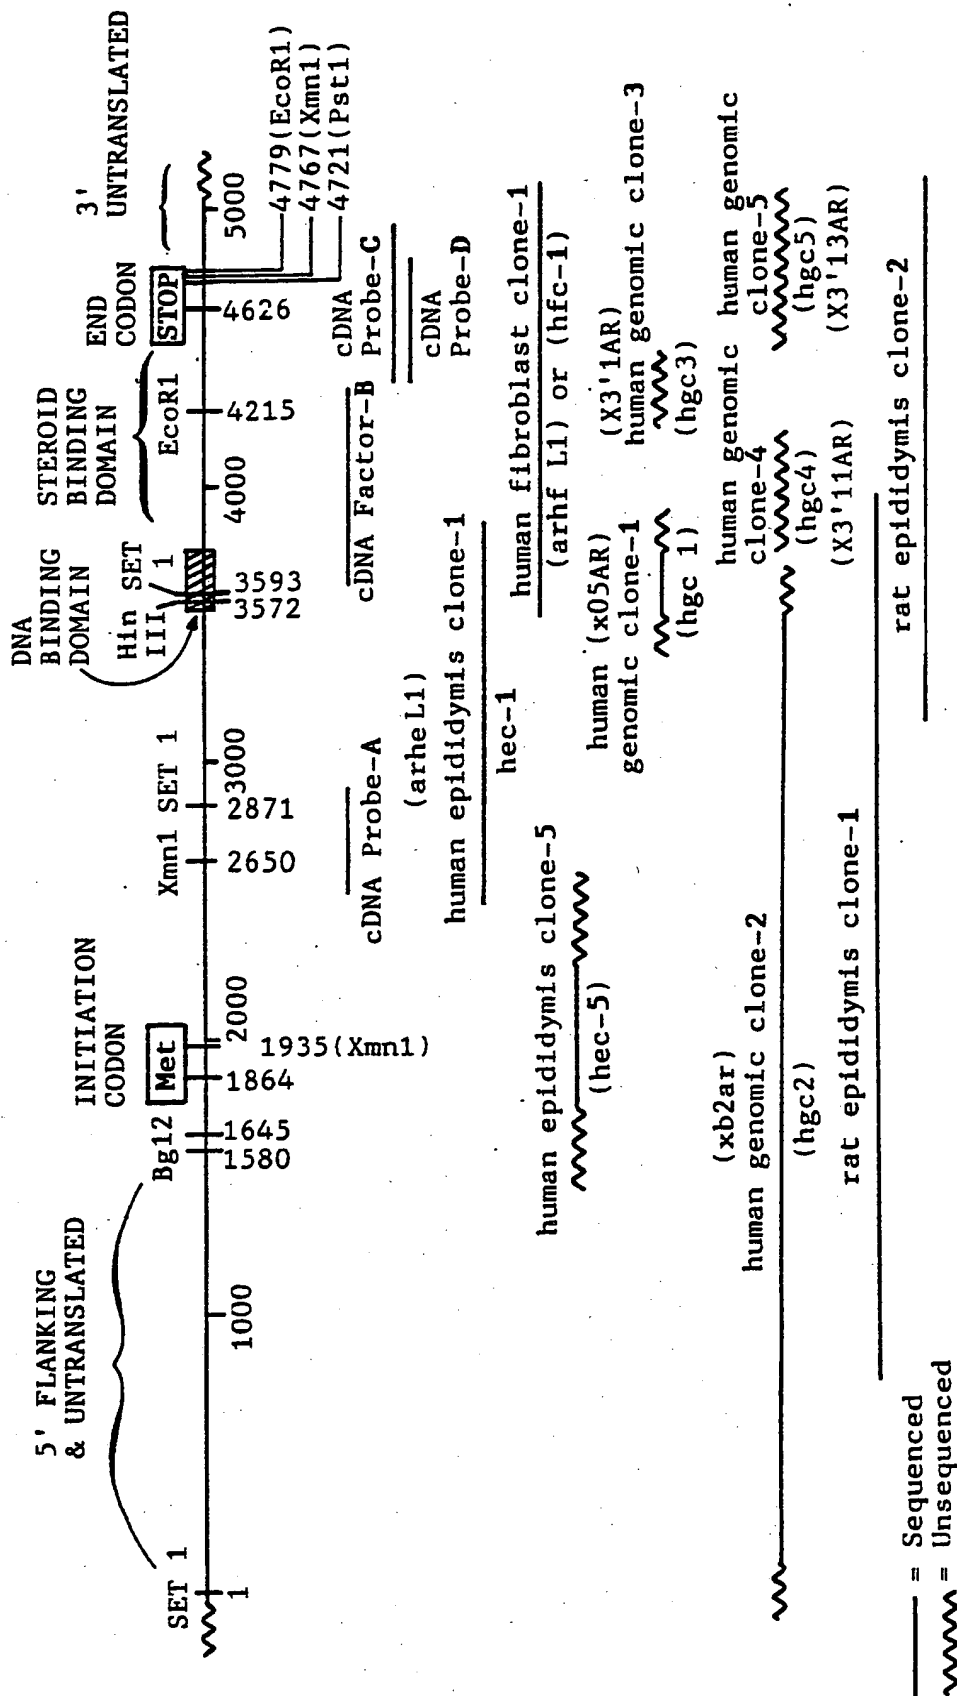 5' FLANKING
& UNTRANSLATED
INITIATION
CODON
DNA
BINDING
DOMAIN
STEROID
BINDING
DOMAIN
END
CODON
3'
UNTRANSLATED
SET 1
Bg12
Met
Xmn1 SET 1
Hin SET
III 1
EcoR1
STOP
1
1000
1580
1645
1864
2000
1935(Xmn1)
2650
2871
3000
3572
3593
4000
4215
4626
5000
4779(EcoR1)
4767(Xmn1)
4721(Pst1)
cDNA Probe-A
cDNA Factor-B
cDNA
Probe-C
cDNA
Probe-D
(arheL1)
human epididymis clone-1
hec-1
human fibroblast clone-1
(arhf L1) or (hfc-1)
human epididymis clone-5
(hec-5)
human (x05AR)
genomic clone-1
(hgc 1)
(X3'1AR)
human genomic clone-3
(hgc3)
(xb2ar)
human genomic clone-2
(hgc2)
human genomic
clone-4
(hgc4)
(X3'11AR)
human genomic
clone-5
(hgc5)
(X3'13AR)
rat epididymis clone-1
rat epididymis clone-2
= Sequenced
= Unsequenced